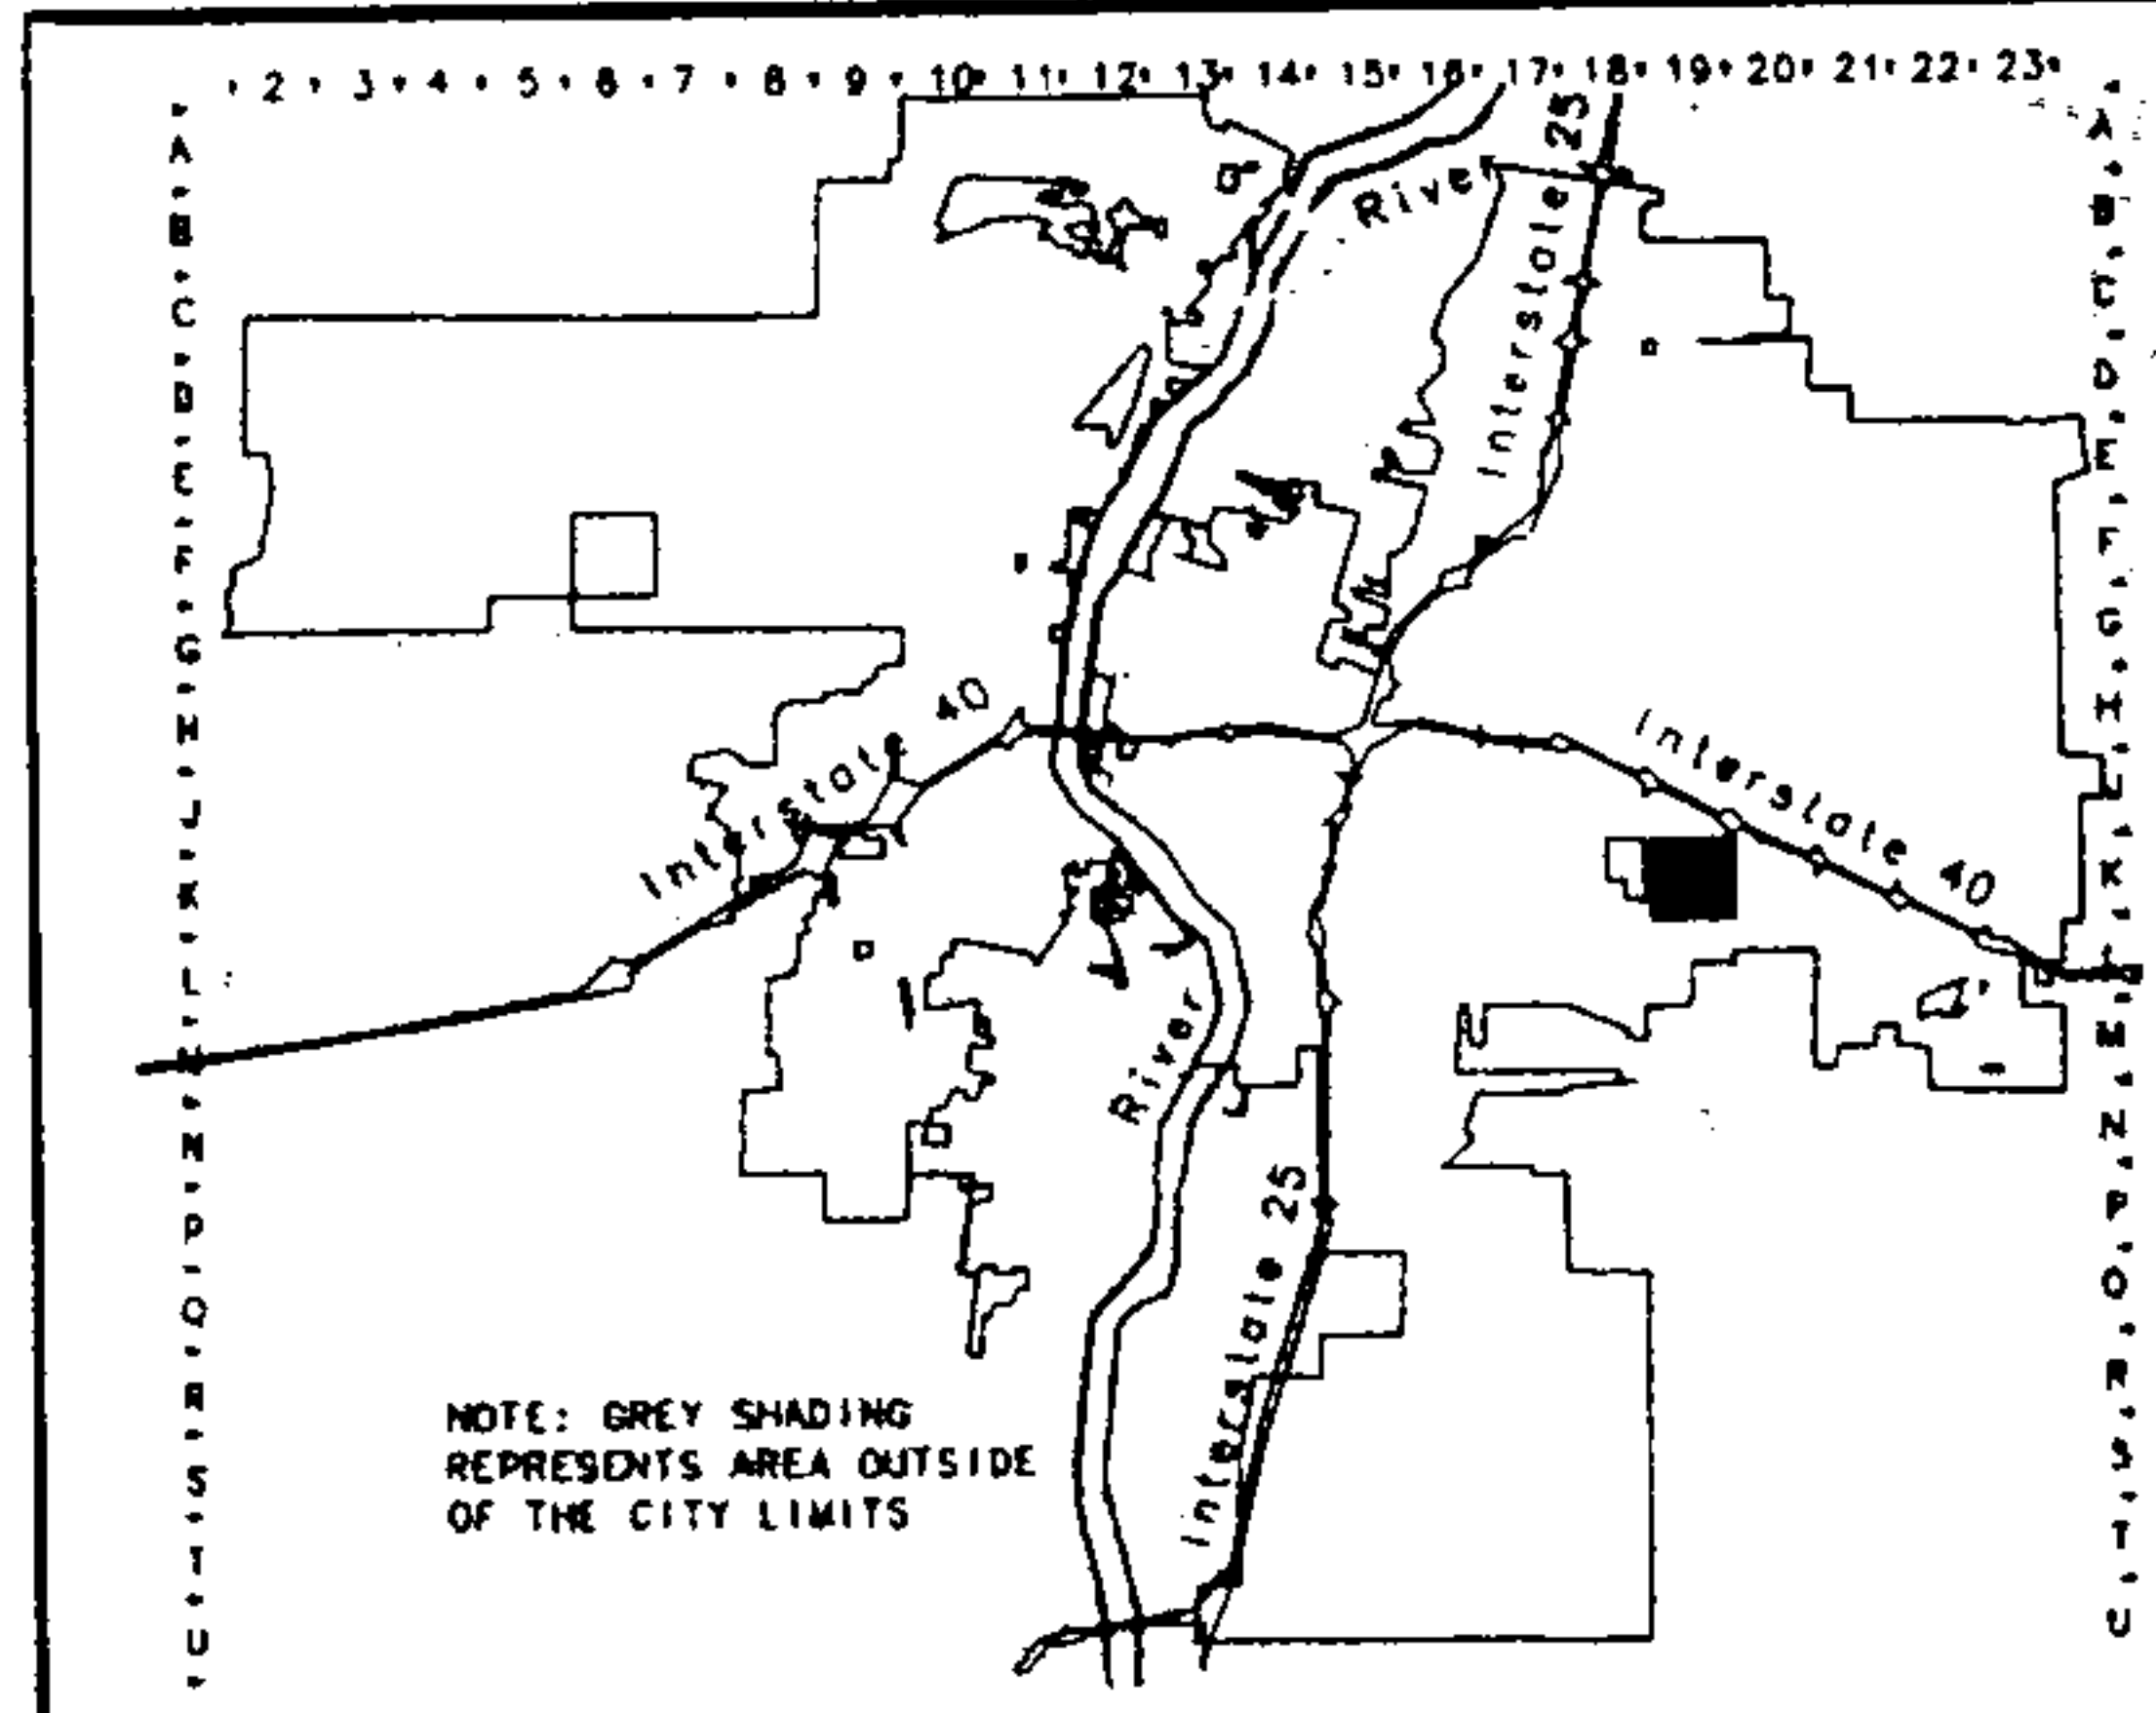 2 3 4 5 6 7 8 9 10 11 12 13 14 15 16 17 18 19 20 21 22 23
A A
B B
C C
D D
E E
F F
G G
H H
J J
K K
L L
M M
N N
P P
Q Q
R R
S S
T T
U U
River
Interstate 25
Interstate 40
Interstate 40
River
Interstate 25
NOTE: GREY SHADING
REPRESENTS AREA OUTSIDE
OF THE CITY LIMITS